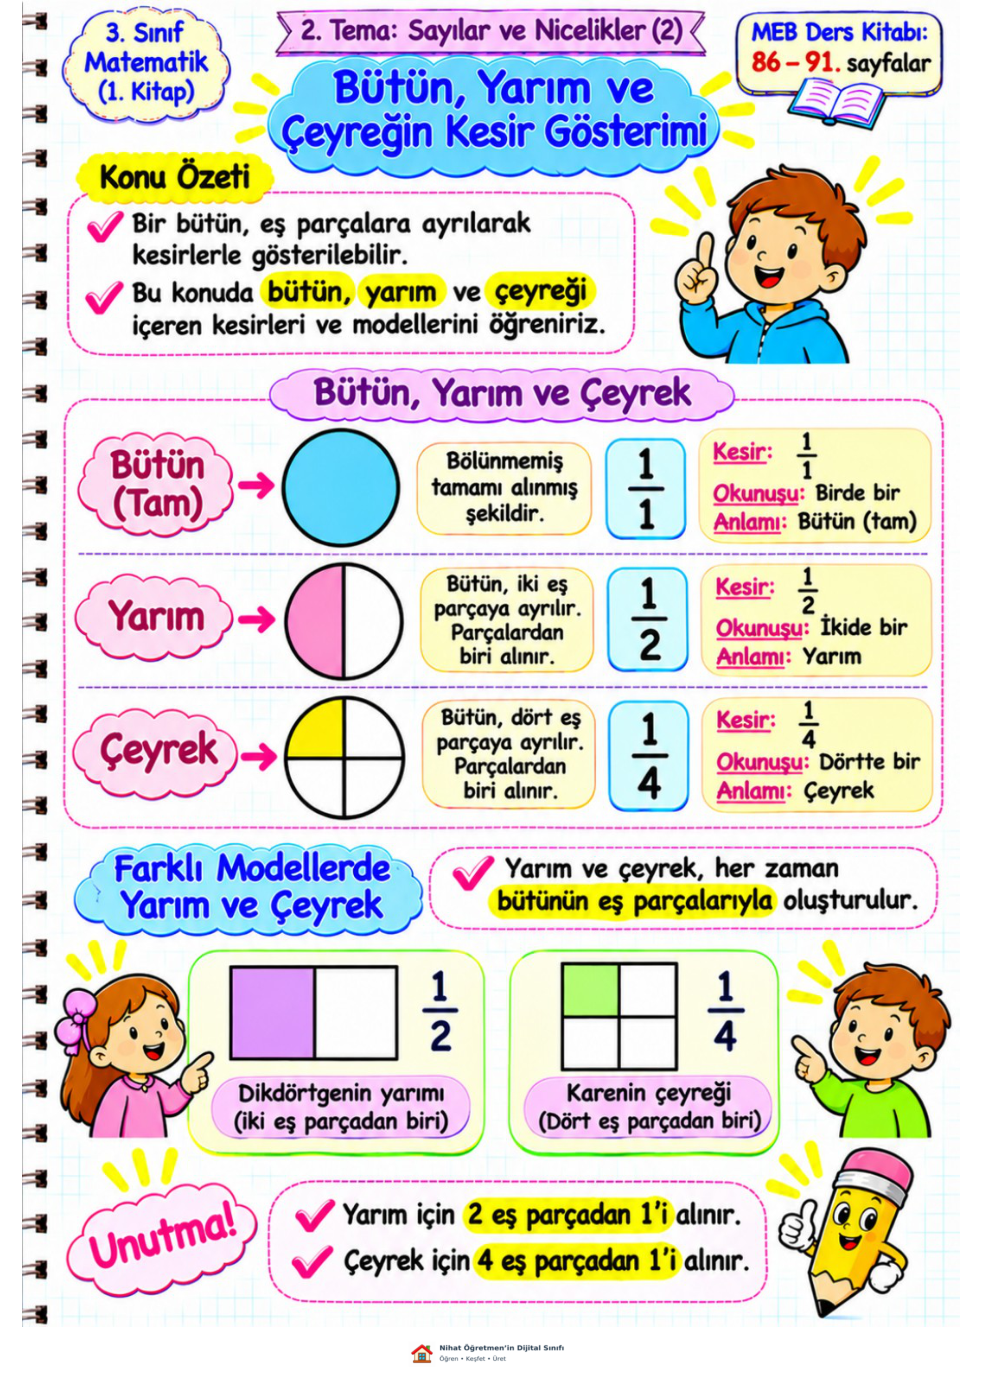 3. Sınıf
Matematik
(1. Kitap)
2. Tema: Sayılar ve Nicelikler (2)
MEB Ders Kitabı:
86 – 91. sayfalar
Bütün, Yarım ve
Çeyreğin Kesir Gösterimi
Konu Özeti
Bir bütün, eş parçalara ayrılarak
kesirlerle gösterilebilir.
Bu konuda bütün, yarım ve çeyreği
içeren kesirleri ve modellerini öğreniriz.
Bütün, Yarım ve Çeyrek
Bütün
(Tam)
Bölünmemiş
tamamı alınmış
şekildir.
1
1
Kesir: 1
1
Okunuşu: Birde bir
Anlamı: Bütün (tam)
Yarım
Bütün, iki eş
parçaya ayrılır.
Parçalardan
biri alınır.
1
2
Kesir: 1
2
Okunuşu: İkide bir
Anlamı: Yarım
Çeyrek
Bütün, dört eş
parçaya ayrılır.
Parçalardan
biri alınır.
1
4
Kesir: 1
4
Okunuşu: Dörtte bir
Anlamı: Çeyrek
Farklı Modellerde
Yarım ve Çeyrek
Yarım ve çeyrek, her zaman
bütünün eş parçalarıyla oluşturulur.
1
2
Dikdörtgenin yarımı
(iki eş parçadan biri)
1
4
Karenin çeyreği
(Dört eş parçadan biri)
Unutma!
Yarım için 2 eş parçadan 1'i alınır.
Çeyrek için 4 eş parçadan 1'i alınır.
Nihat Öğretmen'in Dijital Sınıfı
Öğren • Keşfet • Üret